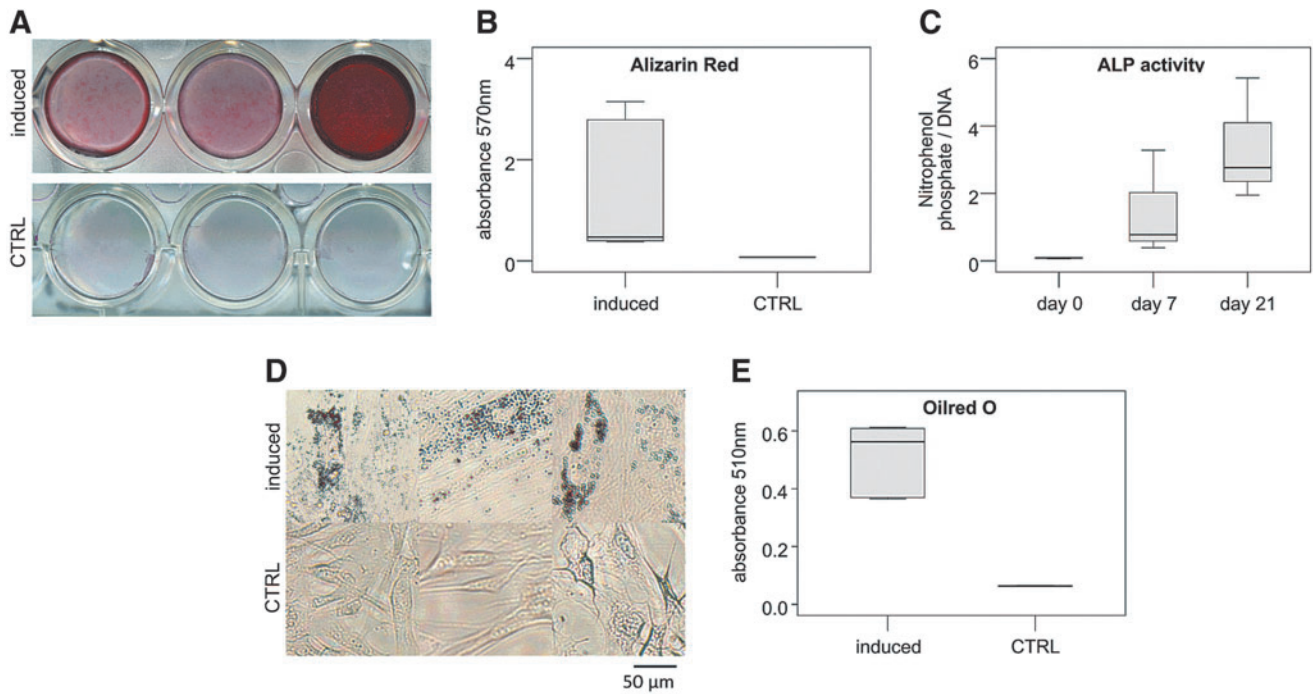 A
induced
CTRL
B
Alizarin Red
absorbance 570nm
4
2
0
induced
CTRL
C
ALP activity
Nitrophenol
phosphate / DNA
6
4
2
0
day 0
day 7
day 21
D
induced
CTRL
50 µm
E
Oilred O
absorbance 510nm
0.6
0.4
0.2
0.0
induced
CTRL